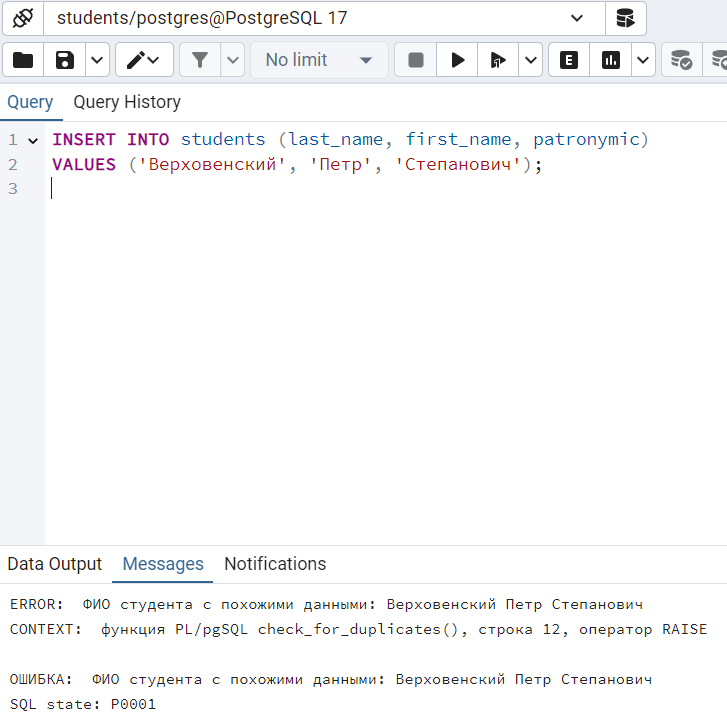 students/postgres@PostgreSQL 17
No limit
E
Query Query History
1 INSERT INTO students (last_name, first_name, patronymic)
2 VALUES ('Верховенский', 'Петр', 'Степанович');
3
Data Output Messages Notifications
ERROR:  ФИО студента с похожими данными: Верховенский Петр Степанович
CONTEXT:  функция PL/pgSQL check_for_duplicates(), строка 12, оператор RAISE
ОШИБКА:  ФИО студента с похожими данными: Верховенский Петр Степанович
SQL state: P0001